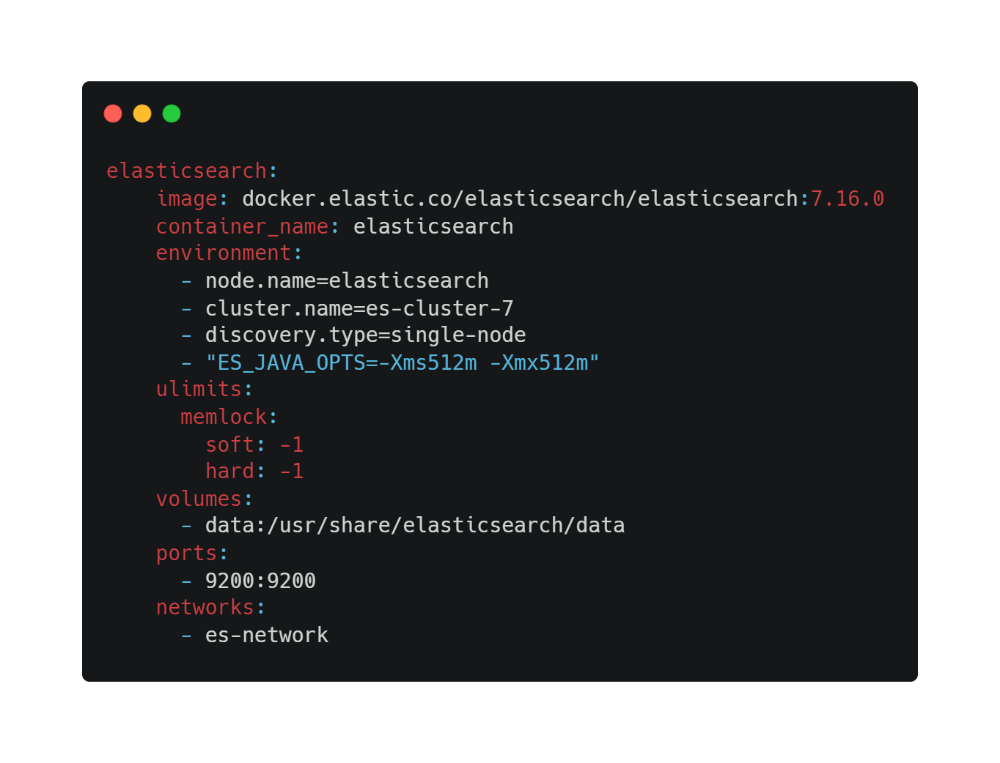 elasticsearch:
    image: docker.elastic.co/elasticsearch/elasticsearch:7.16.0
    container_name: elasticsearch
    environment:
      - node.name=elasticsearch
      - cluster.name=es-cluster-7
      - discovery.type=single-node
      - "ES_JAVA_OPTS=-Xms512m -Xmx512m"
    ulimits:
      memlock:
        soft: -1
        hard: -1
    volumes:
      - data:/usr/share/elasticsearch/data
    ports:
      - 9200:9200
    networks:
      - es-network